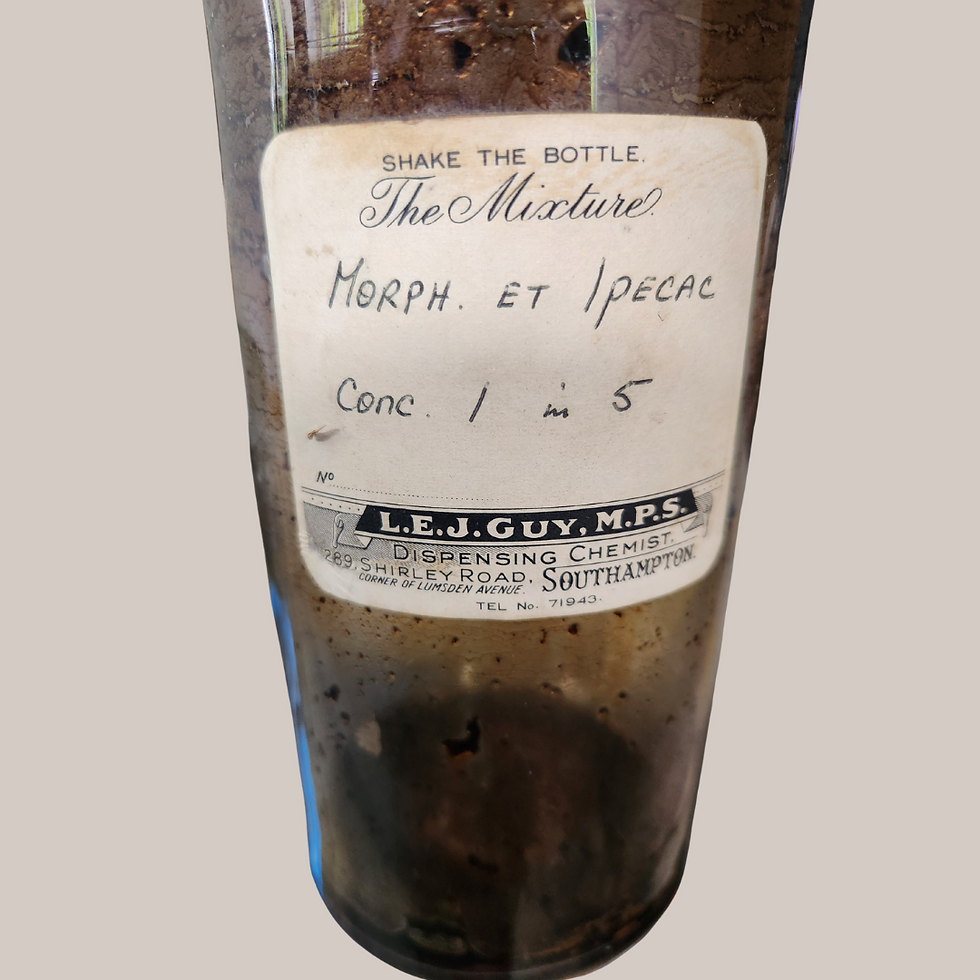 SHAKE THE BOTTLE.
The Mixture.
MORPH. ET IPECAC
Conc. 1 in 5
No
L.E.J. GUY, M.P.S.
DISPENSING CHEMIST.
289, SHIRLEY ROAD, SOUTHAMPTON.
CORNER OF LUMSDEN AVENUE.
TEL No. 71943.